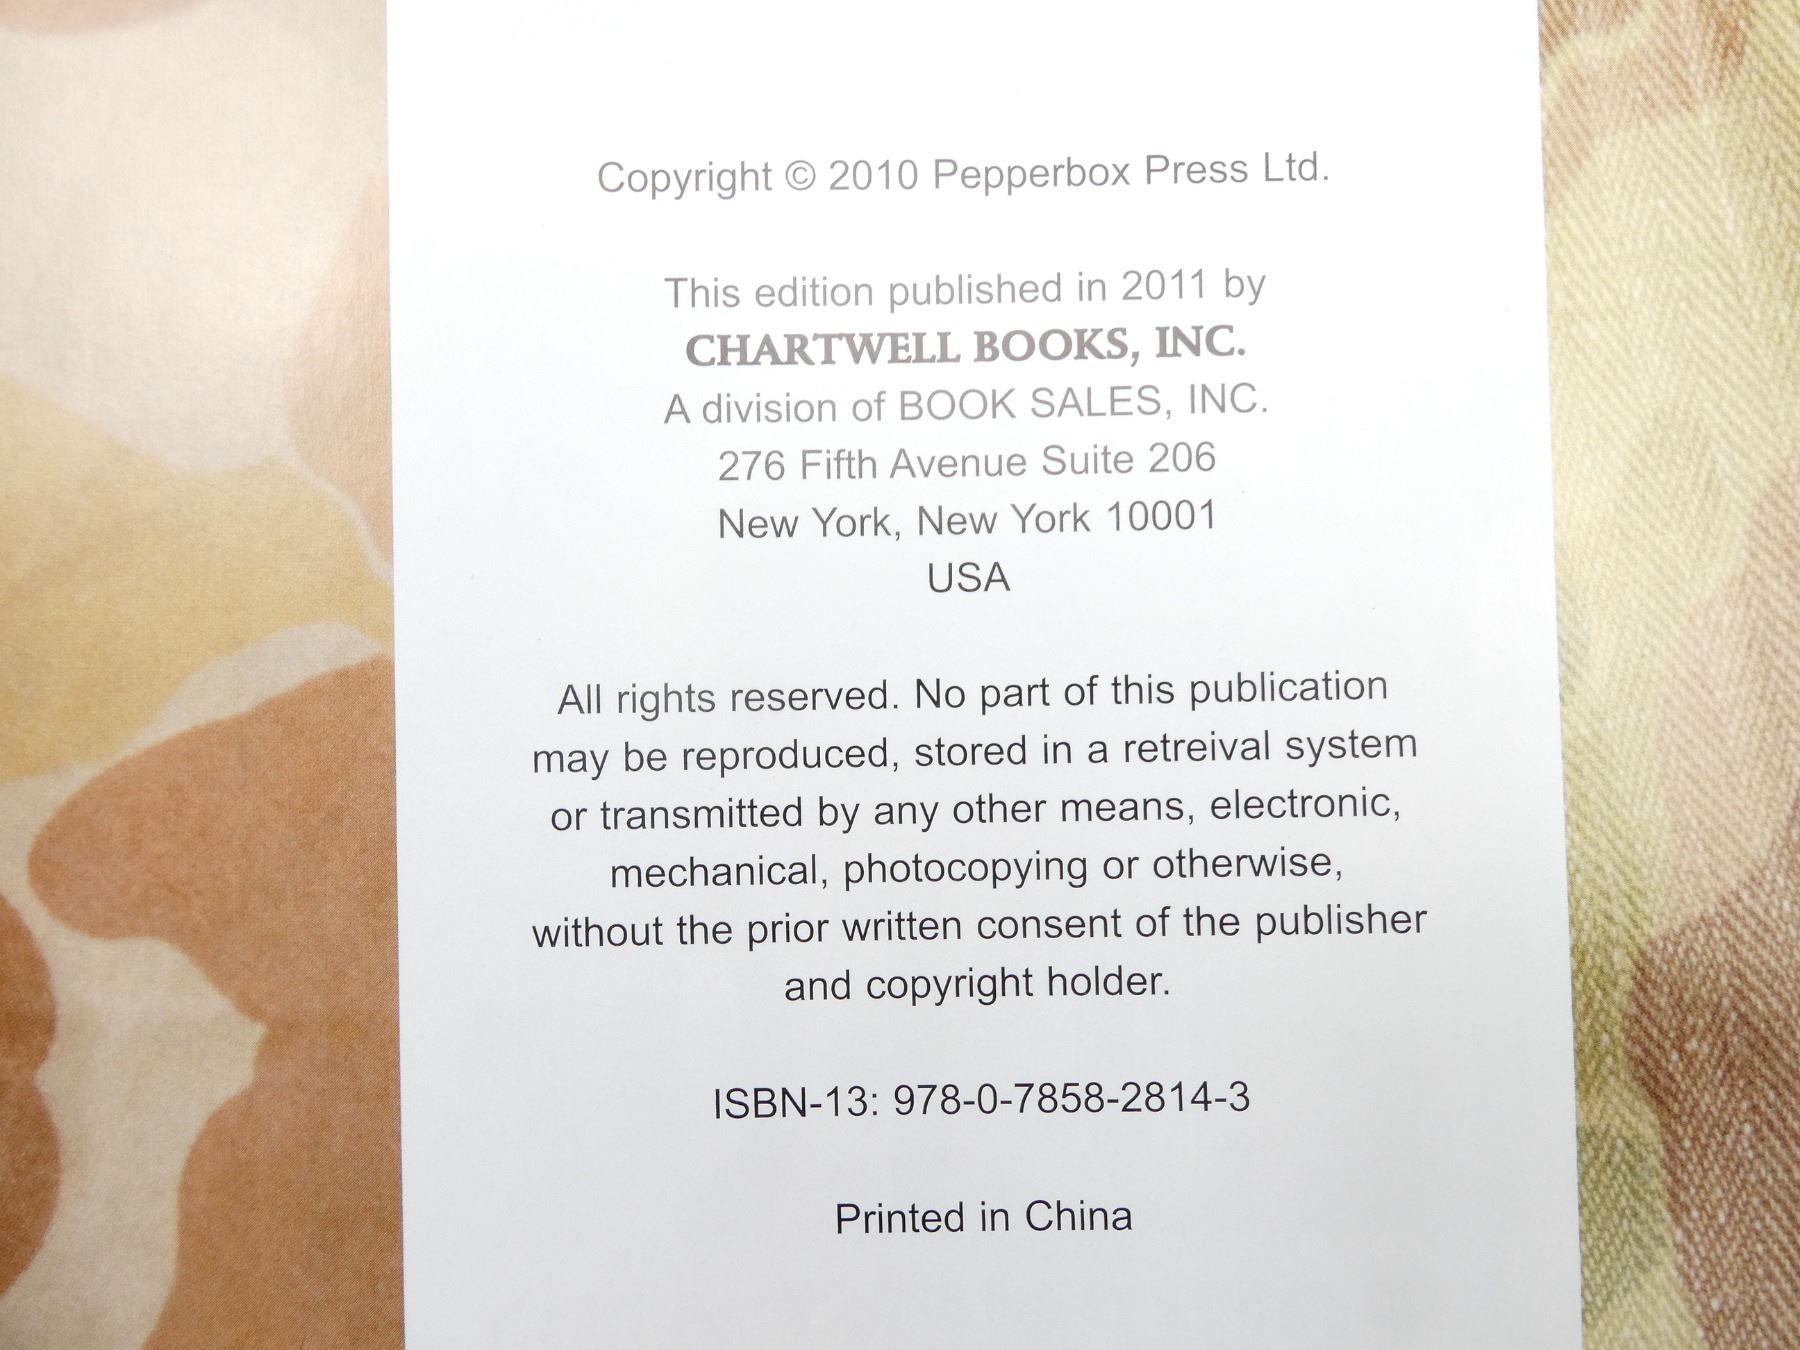 Copyright © 2010 Pepperbox Press Ltd.
This edition published in 2011 by
CHARTWELL BOOKS, INC.
A division of BOOK SALES, INC.
276 Fifth Avenue Suite 206
New York, New York 10001
USA
All rights reserved. No part of this publication
may be reproduced, stored in a retreival system
or transmitted by any other means, electronic,
mechanical, photocopying or otherwise,
without the prior written consent of the publisher
and copyright holder.
ISBN-13: 978-0-7858-2814-3
Printed in China